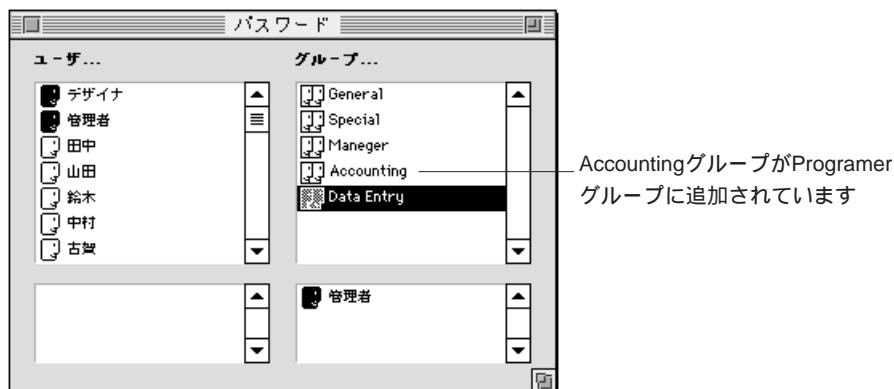 パスワード
ユーザ...
デザイナ
管理者
田中
山田
鈴木
中村
古賀
グループ...
General
Special
Maneger
Accounting
Data Entry
管理者
AccountingグループがProgramer
グループに追加されています